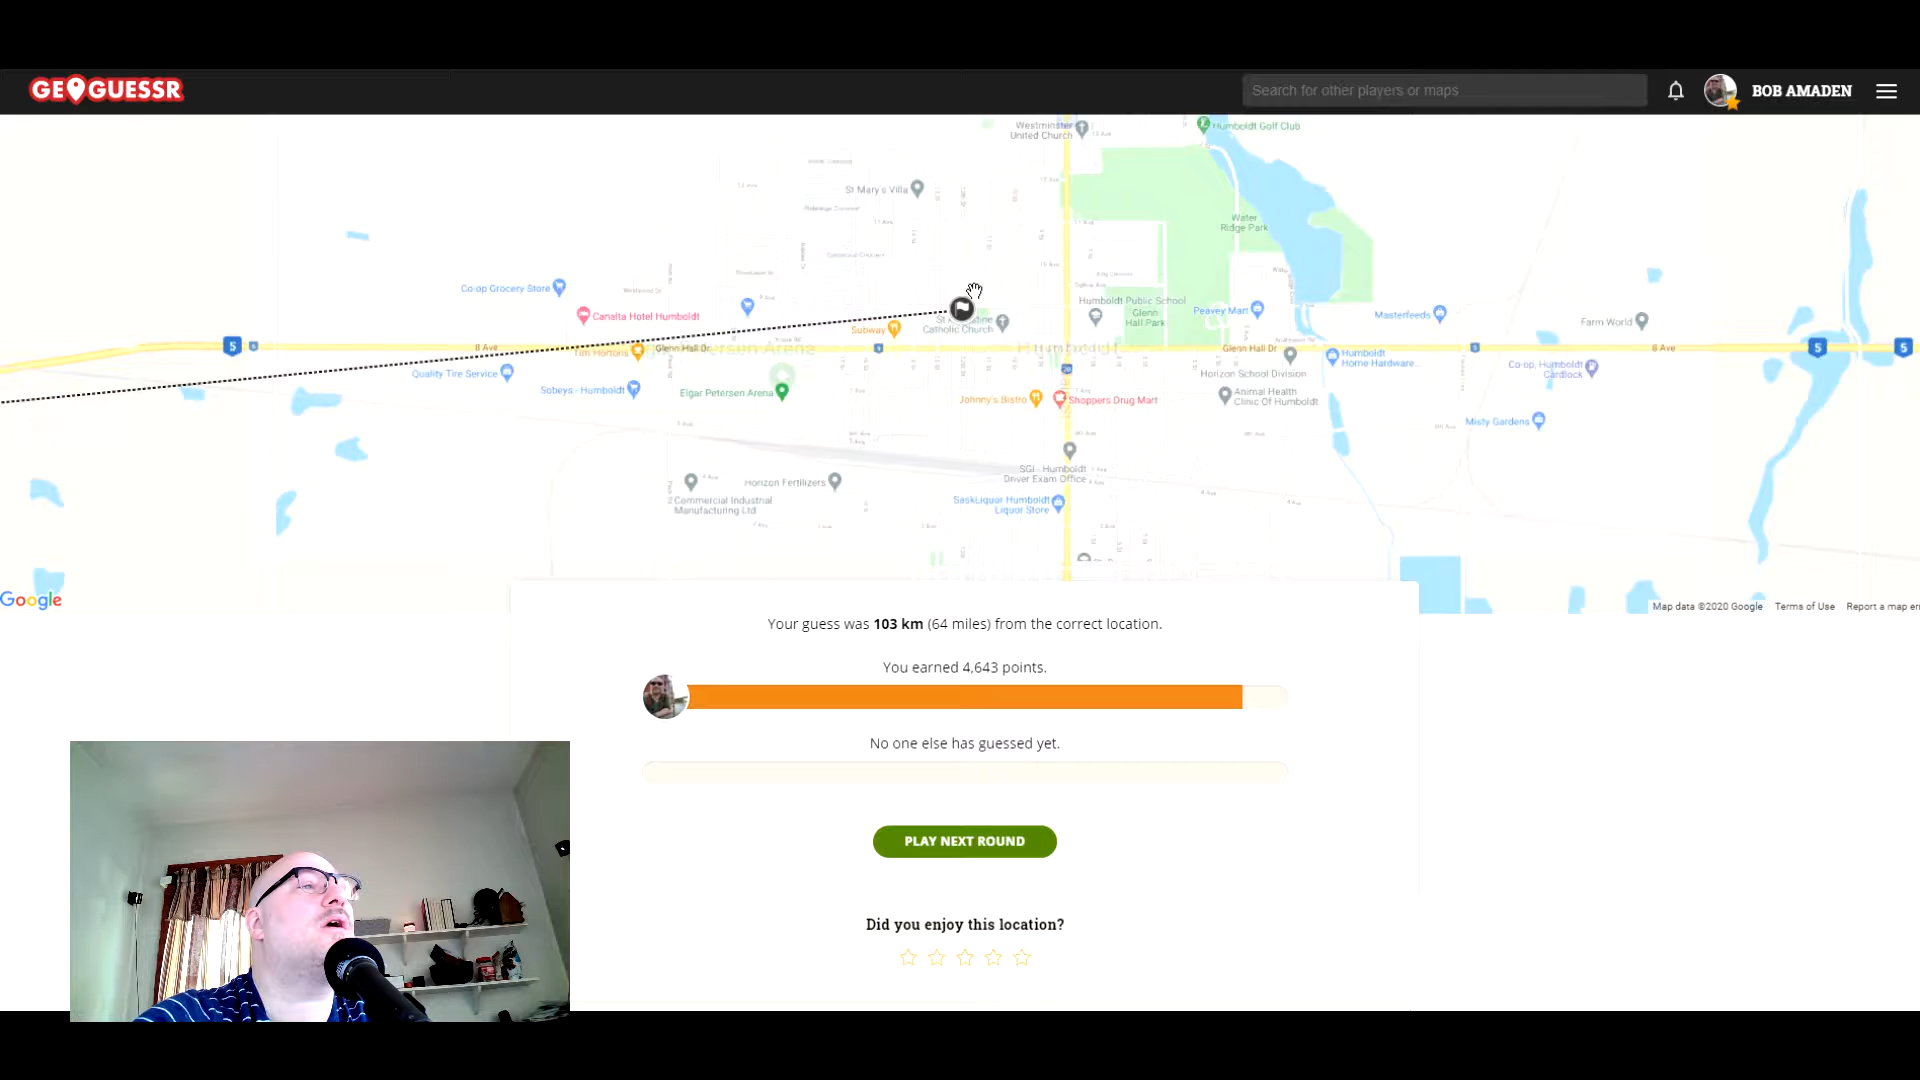 GEOGUESSR
Search for other players or maps
BOB AMADEN
Westminster
United Church
Humboldt Golf Club
St Mary's Villa
Water
Ridge Park
Co-op Grocery Store
Canalta Hotel Humboldt
Humboldt Public School
Glenn
Hall Park
Peavey Mart
Masterfeeds
Farm World
Subway
Catholic Church
5
8 Ave
Tim Hortons
Glenn Hall Dr
Humboldt
Glenn Hall Dr
8 Ave
5
5
Quality Tire Service
Sobeys - Humboldt
Elgar Petersen Arena
Horizon School Division
Humboldt
Home Hardware...
Co-op, Humboldt
Cardlock
Animal Health
Clinic Of Humboldt
Johnny's Bistro
Shoppers Drug Mart
Misty Gardens
SGI - Humboldt
Driver Exam Office
Horizon Fertilizers
Commercial Industrial
Manufacturing Ltd
SaskLiquor Humboldt
Liquor Store
Google
Map data ©2020 Google
Terms of Use
Report a map er
Your guess was 103 km (64 miles) from the correct location.
You earned 4,643 points.
No one else has guessed yet.
PLAY NEXT ROUND
Did you enjoy this location?